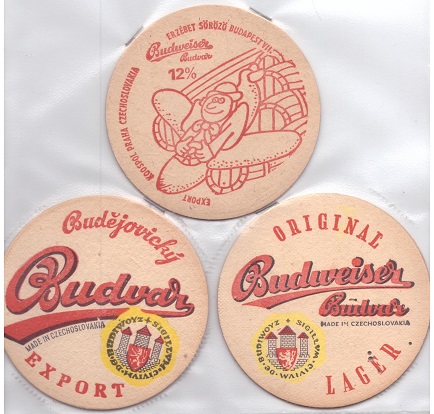 ERZÉBET SÖRÖZŐ BUDAPEST VII.
Budweiser
Budvar
12%
EXPORT KOOSPOL PRAHA CZECHOSLOVAKIA
Budějovický
Budvar
MADE IN CZECHOSLOVAKIA
EXPORT
ORIGINAL
Budweiser
Budvar
MADE IN CZECHOSLOVAKIA
LAGER